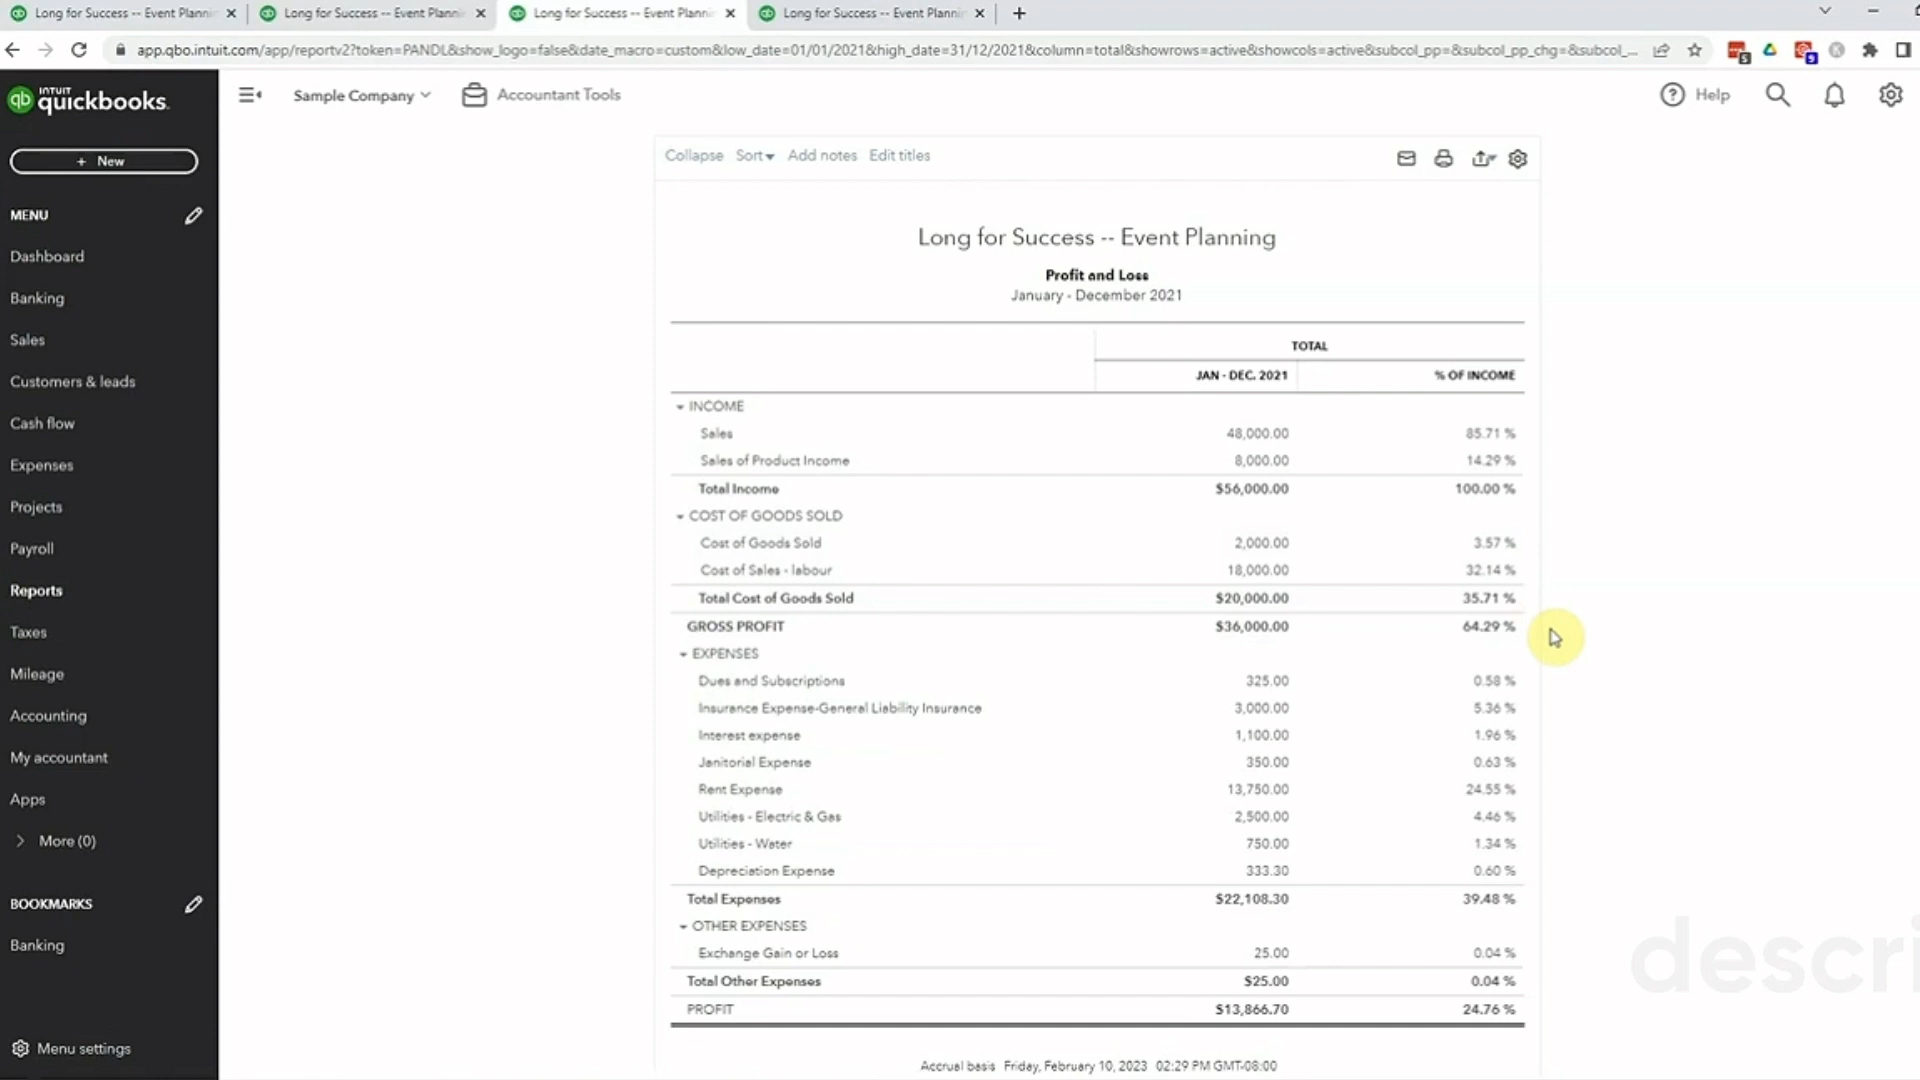 Long for Success -- Event Plannin Long for Success -- Event Plannin Long for Success -- Event Plannin Long for Success -- Event Plannin
app.qbo.intuit.com/app/reportv2?token=PANDL&show_logo=false&date_macro=custom&low_date=01/01/2021&high_date=31/12/2021&column=total&showrows=active&showcols=active&subcol_pp=&subcol_pp_chg=&subcol_...
5 9
qb INTUIT quickbooks.
Sample Company Accountant Tools Help
+ New
MENU
Dashboard
Banking
Sales
Customers & leads
Cash flow
Expenses
Projects
Payroll
Reports
Taxes
Mileage
Accounting
My accountant
Apps
More (0)
BOOKMARKS
Banking
Menu settings
Collapse Sort Add notes Edit titles
Long for Success -- Event Planning
Profit and Loss
January - December 2021
TOTAL
JAN - DEC. 2021 % OF INCOME
INCOME
Sales 48,000.00 85.71 %
Sales of Product Income 8,000.00 14.29 %
Total Income $56,000.00 100.00 %
COST OF GOODS SOLD
Cost of Goods Sold 2,000.00 3.57 %
Cost of Sales - labour 18,000.00 32.14 %
Total Cost of Goods Sold $20,000.00 35.71 %
GROSS PROFIT $36,000.00 64.29 %
EXPENSES
Dues and Subscriptions 325.00 0.58 %
Insurance Expense-General Liability Insurance 3,000.00 5.36 %
Interest expense 1,100.00 1.96 %
Janitorial Expense 350.00 0.63 %
Rent Expense 13,750.00 24.55 %
Utilities - Electric & Gas 2,500.00 4.46 %
Utilities - Water 750.00 1.34 %
Depreciation Expense 333.30 0.60 %
Total Expenses $22,108.30 39.48 %
OTHER EXPENSES
Exchange Gain or Loss 25.00 0.04 %
Total Other Expenses $25.00 0.04 %
PROFIT $13,866.70 24.76 %
Accrual basis Friday, February 10, 2023 02:29 PM GMT-08:00
descri